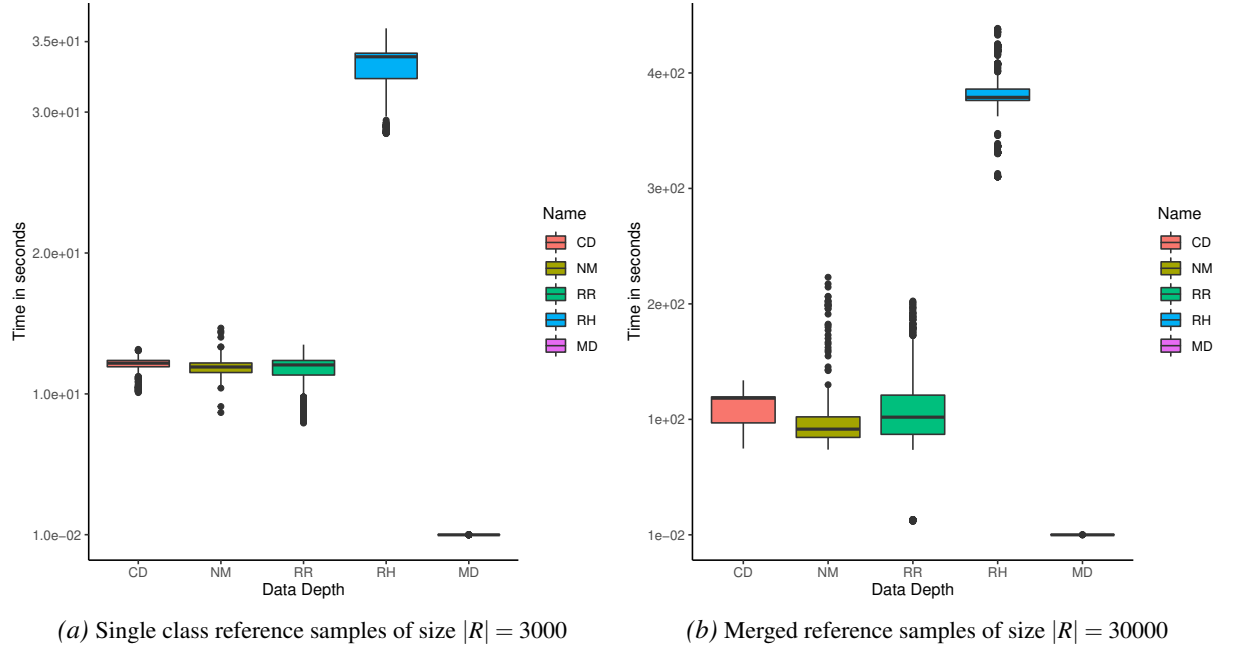 3.5e+01
3.0e+01
2.0e+01
1.0e+01
1.0e−02
Time in seconds
CD NM RR RH MD
Data Depth
Name
CD
NM
RR
RH
MD
(a) Single class reference samples of size |R| = 3000
4e+02
3e+02
2e+02
1e+02
1e−02
Time in seconds
CD NM RR RH MD
Data Depth
Name
CD
NM
RR
RH
MD
(b) Merged reference samples of size |R| = 30000